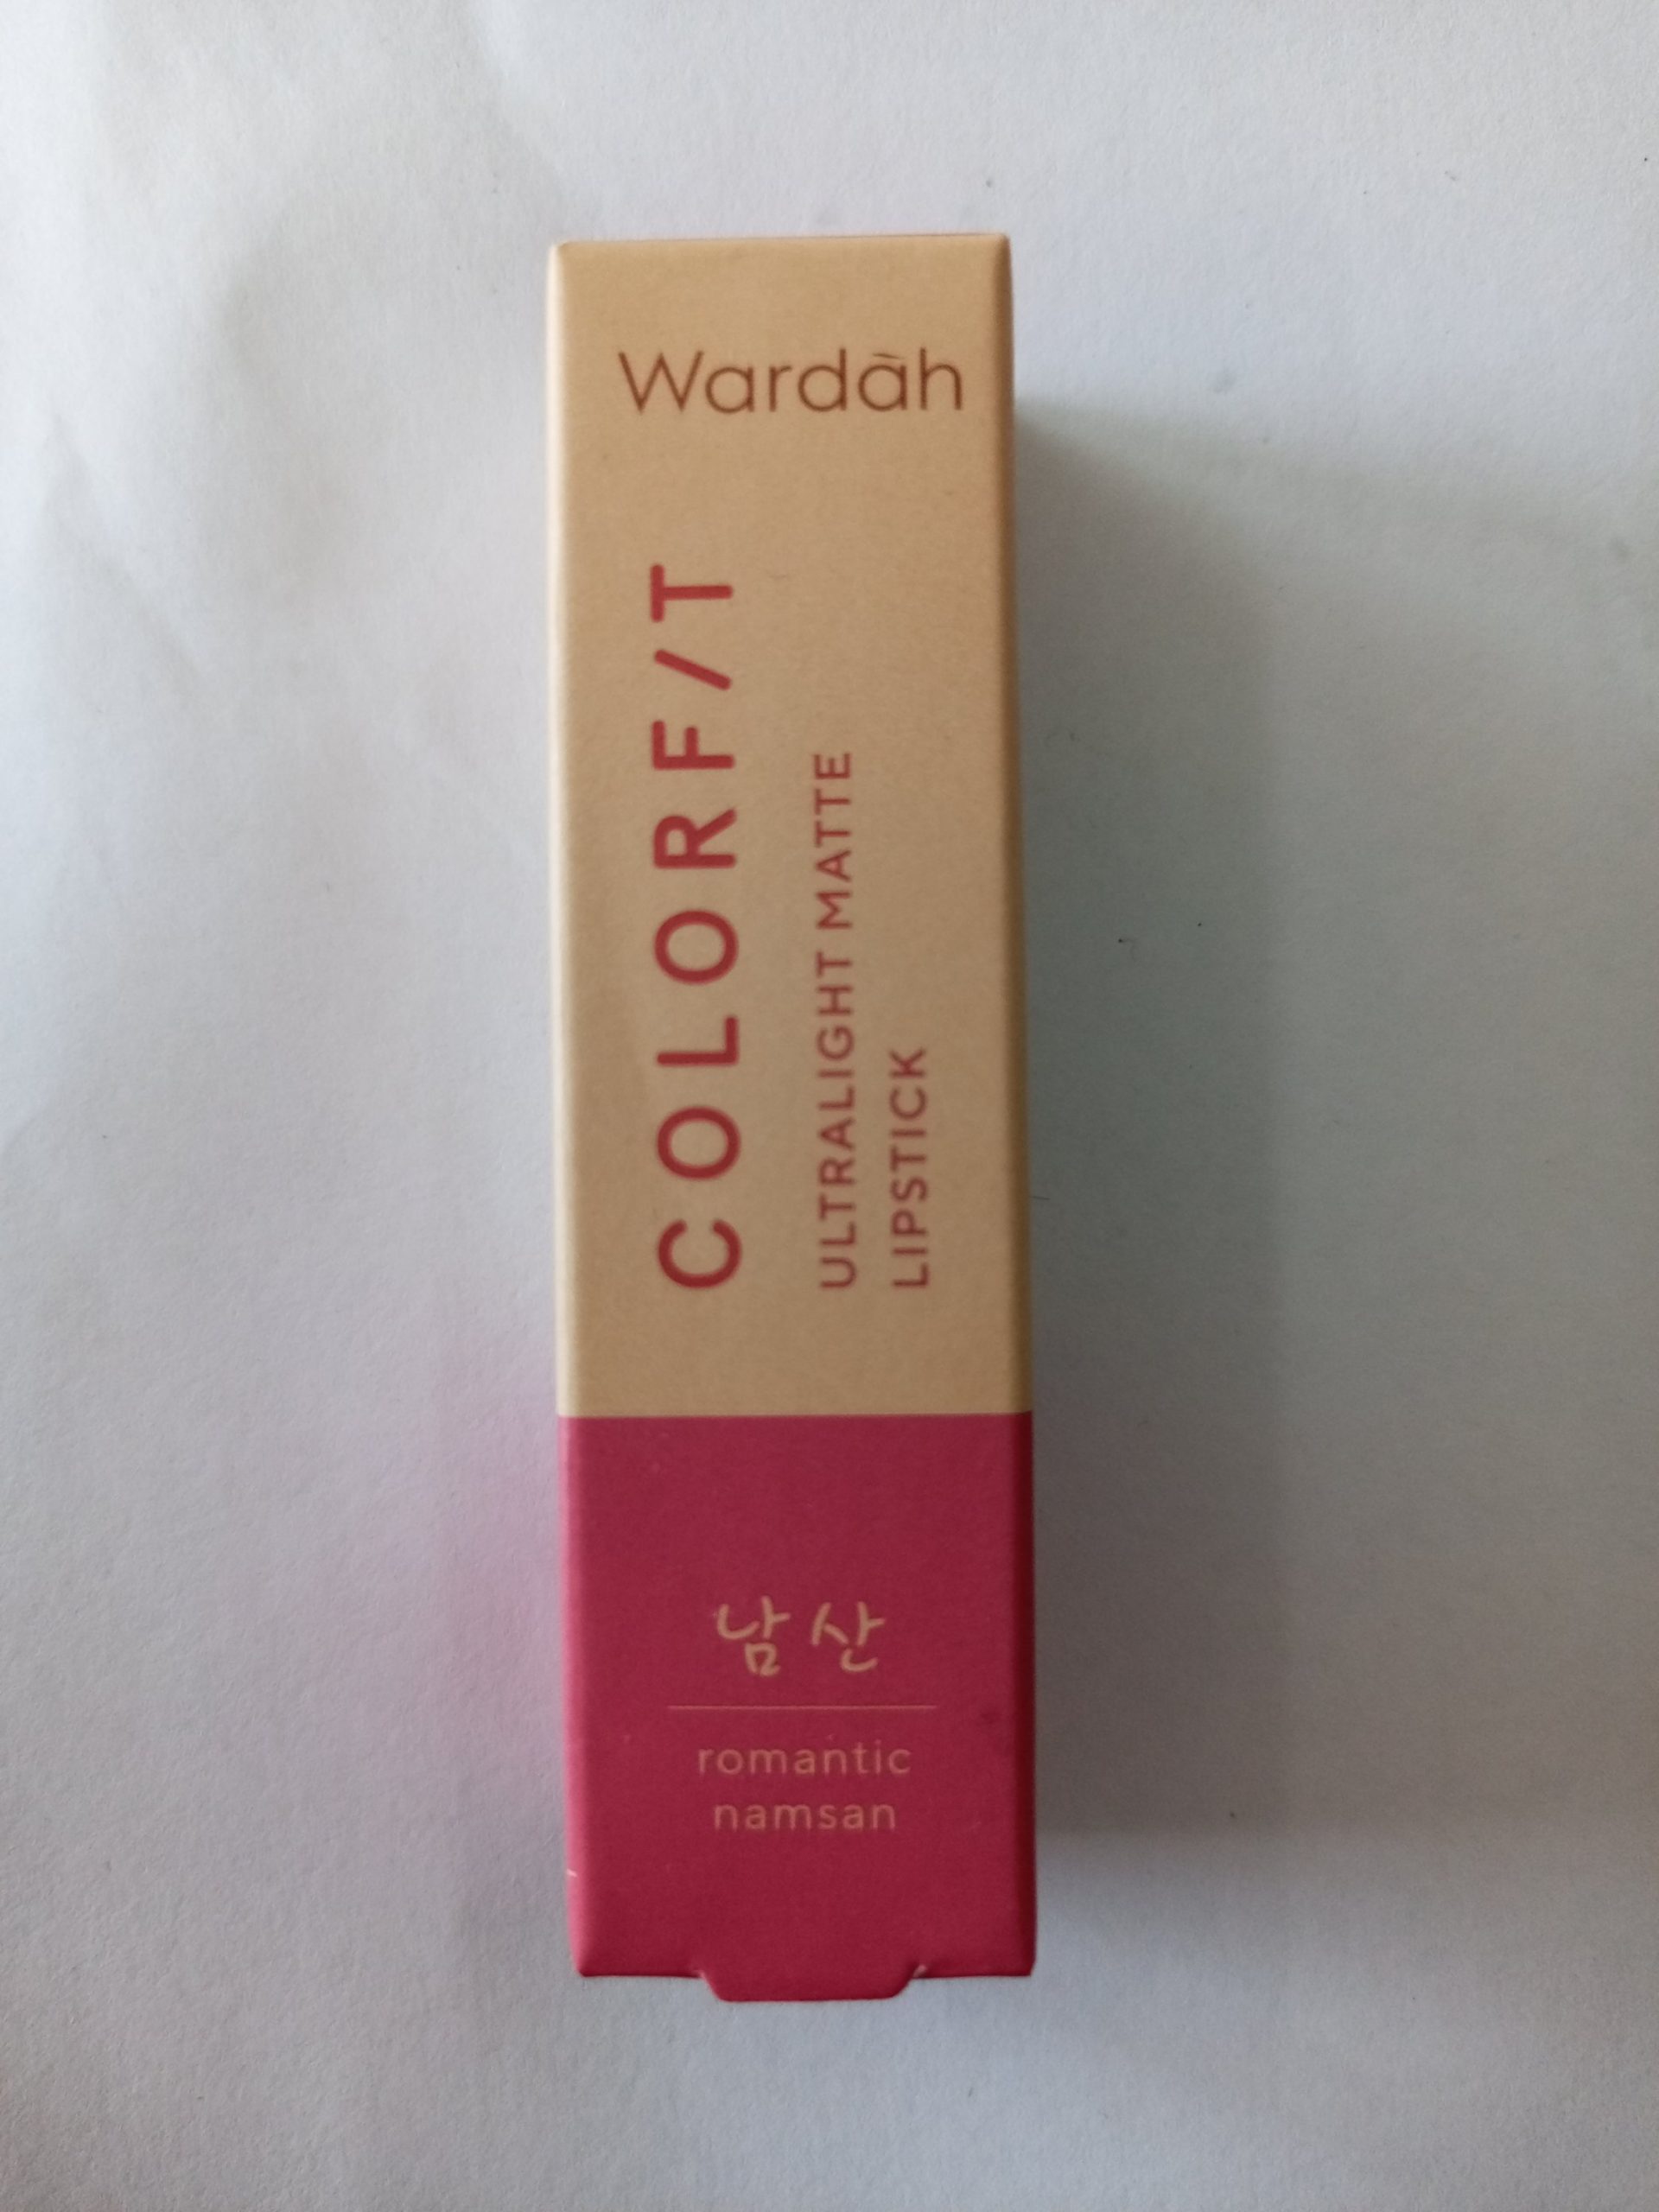 Wardah
COLORF/T
ULTRALIGHT MATTE
LIPSTICK
남산
romantic
namsan